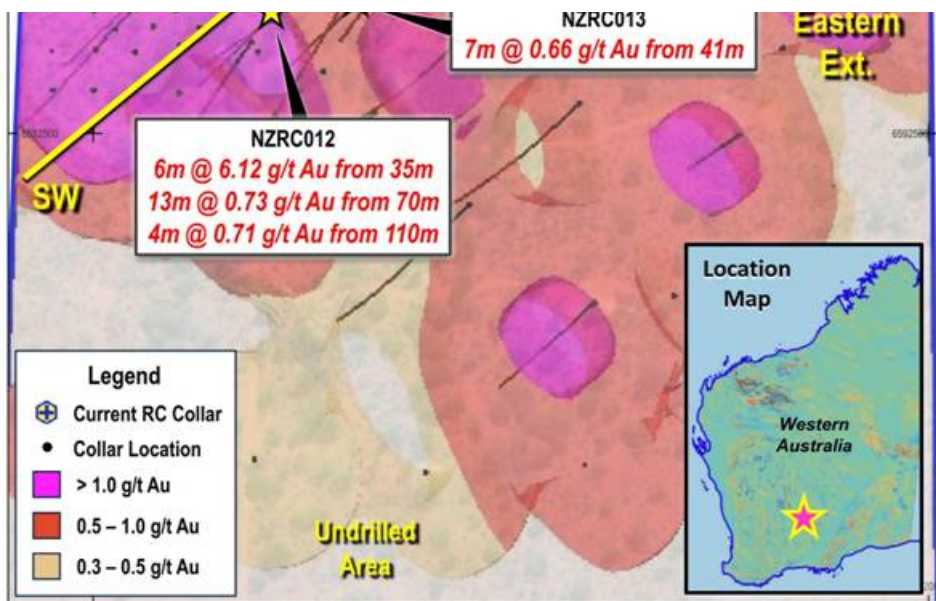 NZRC013
7m @ 0.66 g/t Au from 41m
Eastern
Ext.
6592500
NZRC012
6m @ 6.12 g/t Au from 35m
13m @ 0.73 g/t Au from 70m
4m @ 0.71 g/t Au from 110m
SW
Location
Map
Western
Australia
Legend
Current RC Collar
Collar Location
> 1.0 g/t Au
0.5 – 1.0 g/t Au
0.3 – 0.5 g/t Au
Undrilled
Area